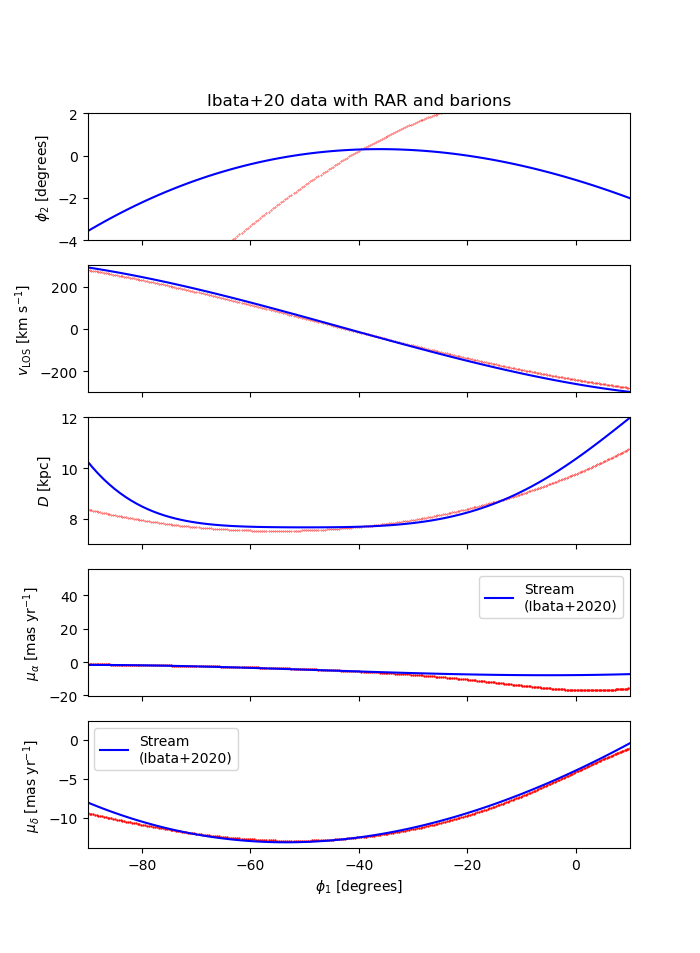 Ibata+20 data with RAR and barions
2
0
−2
−4
ϕ₂ [degrees]
200
0
−200
v_LOS [km s⁻¹]
12
10
8
D [kpc]
40
20
0
−20
μ_α [mas yr⁻¹]
Stream
(Ibata+2020)
0
−5
−10
μ_δ [mas yr⁻¹]
Stream
(Ibata+2020)
−80 −60 −40 −20 0
ϕ₁ [degrees]